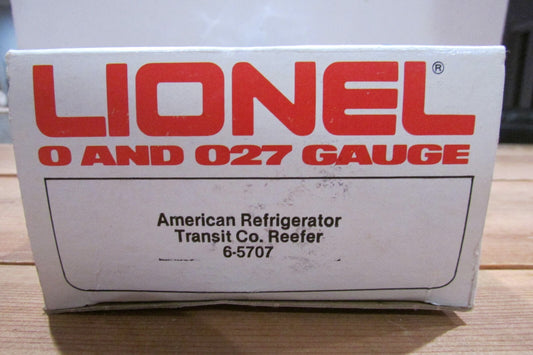 LIONEL®
O AND O27 GAUGE
American Refrigerator
Transit Co. Reefer
6-5707